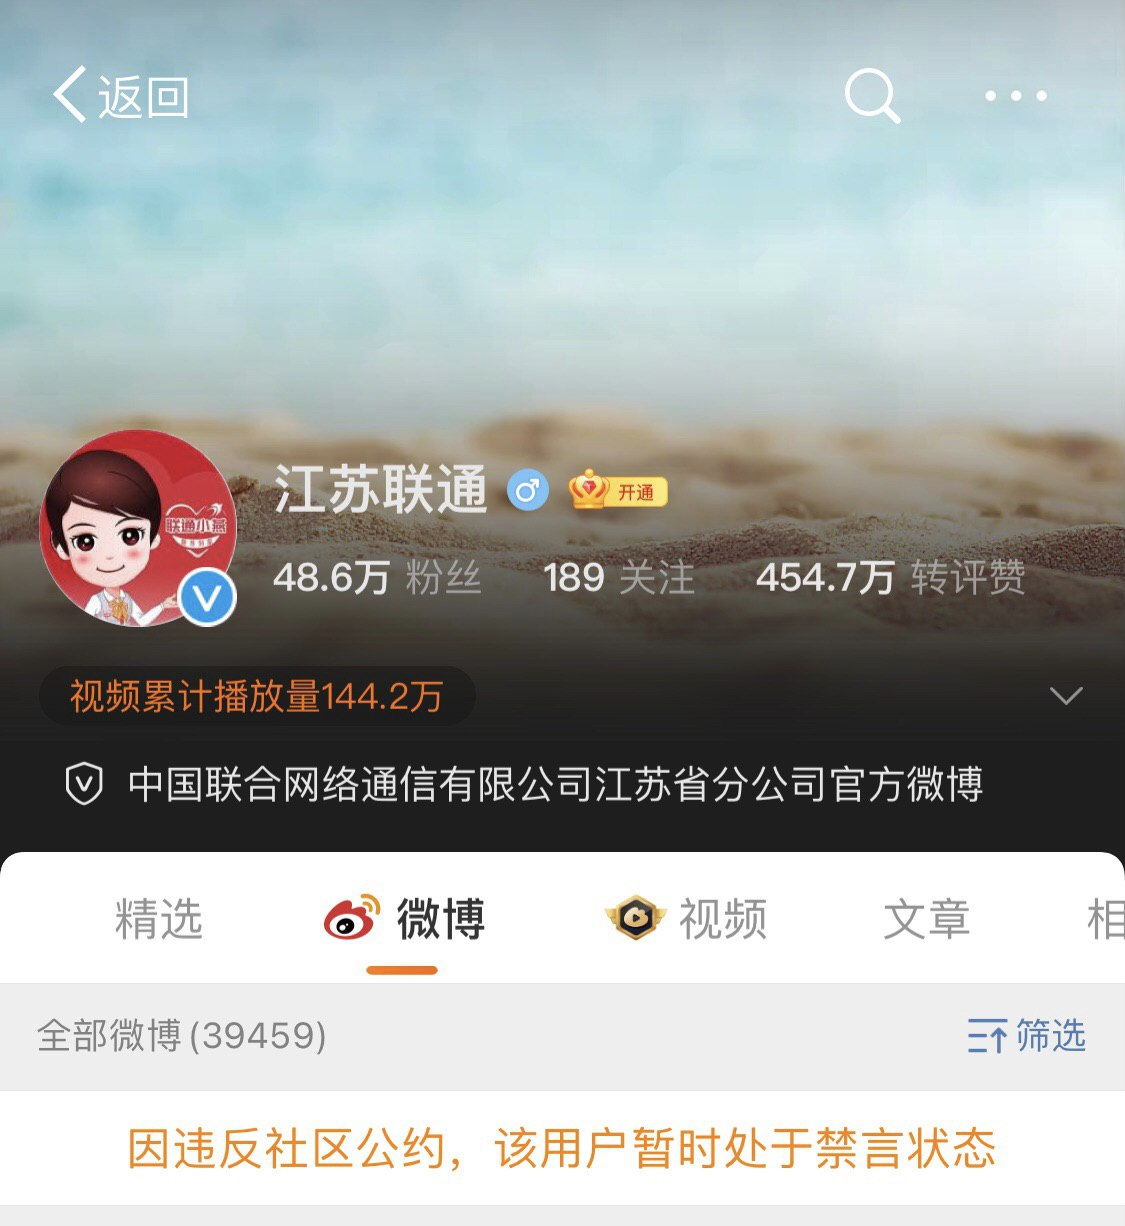 返回
江苏联通
开通
联通小燕
48.6万 粉丝 189 关注 454.7万 转评赞
视频累计播放量144.2万
中国联合网络通信有限公司江苏省分公司官方微博
精选 微博 视频 文章 相
全部微博(39459)
筛选
因违反社区公约，该用户暂时处于禁言状态